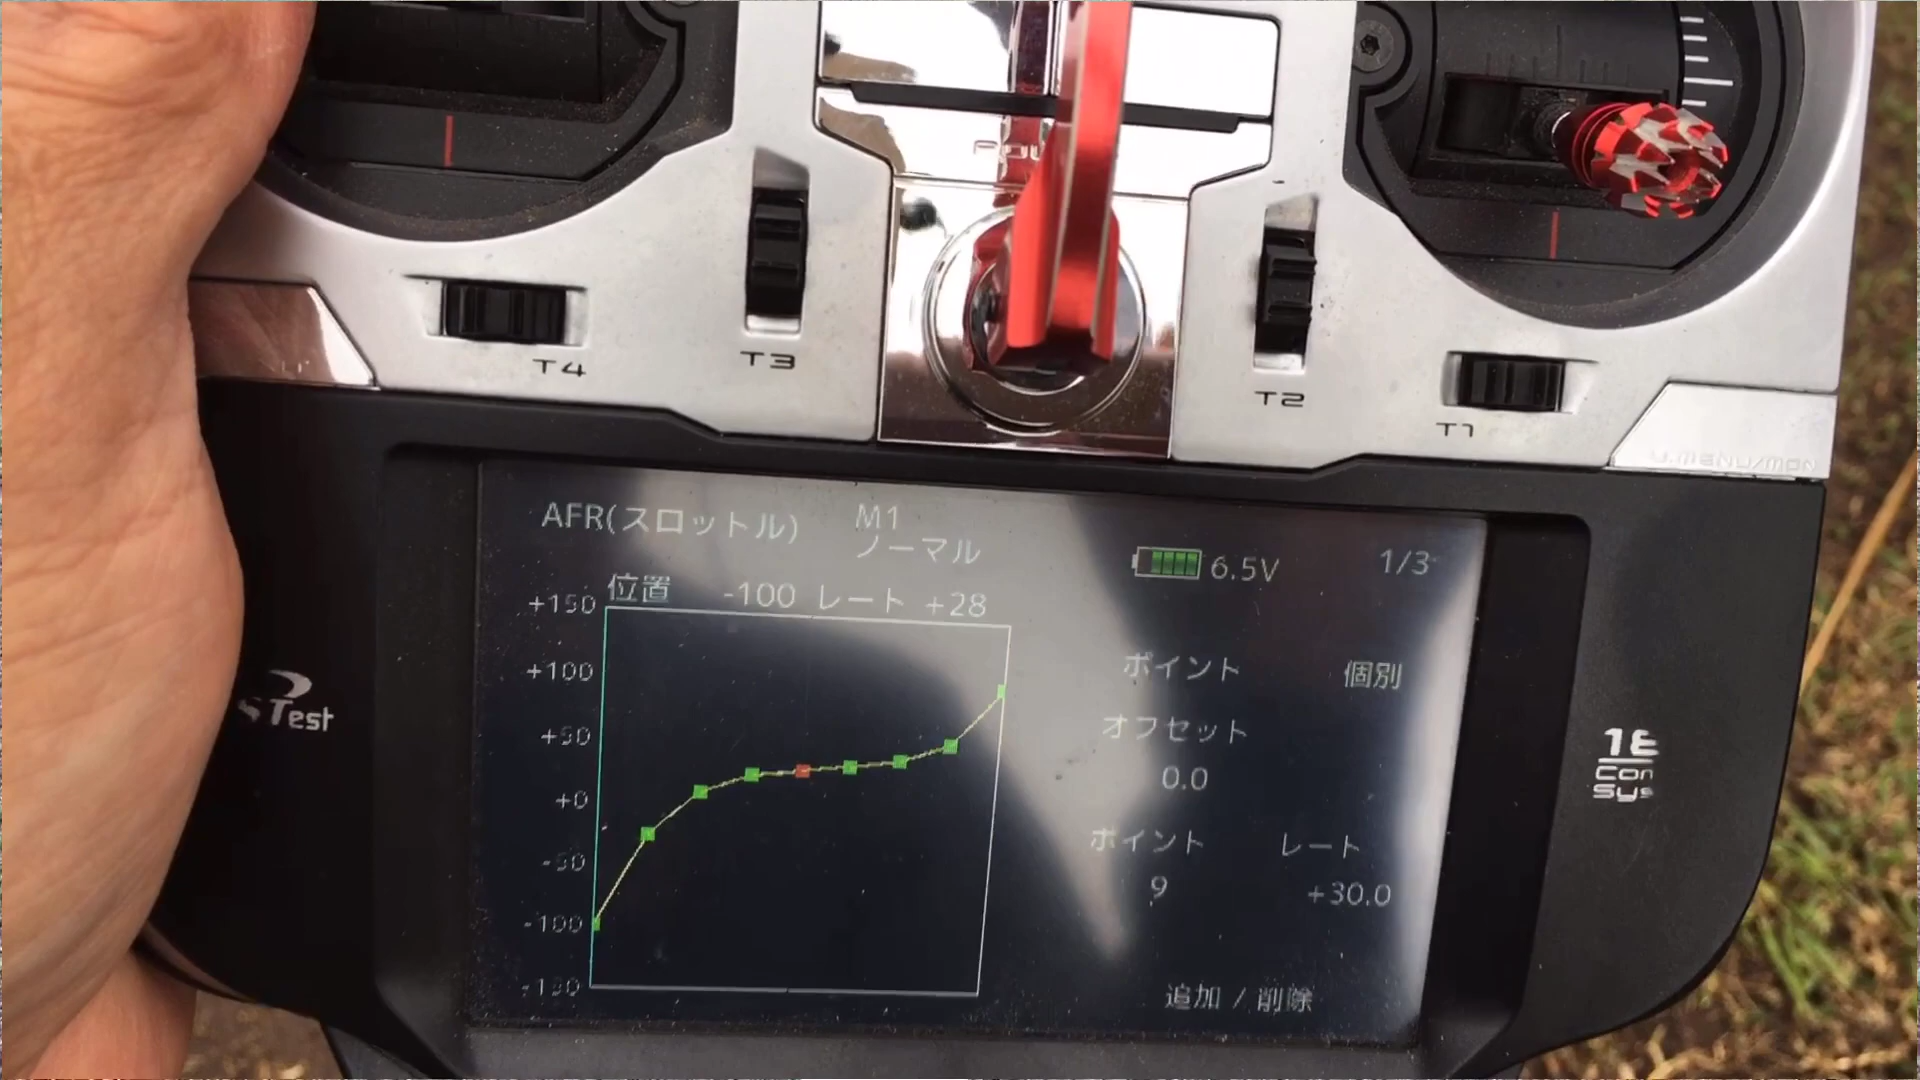 T4
T3
T2
T1
U.MENU/MON
AFR(スロットル)
M1
ノーマル
6.5V
1/3
位置 -100 レート +28
+150
+100
+50
+0
-50
-100
ポイント 個別
オフセット
0.0
ポイント レート
9 +30.0
追加 / 削除
Test
Con